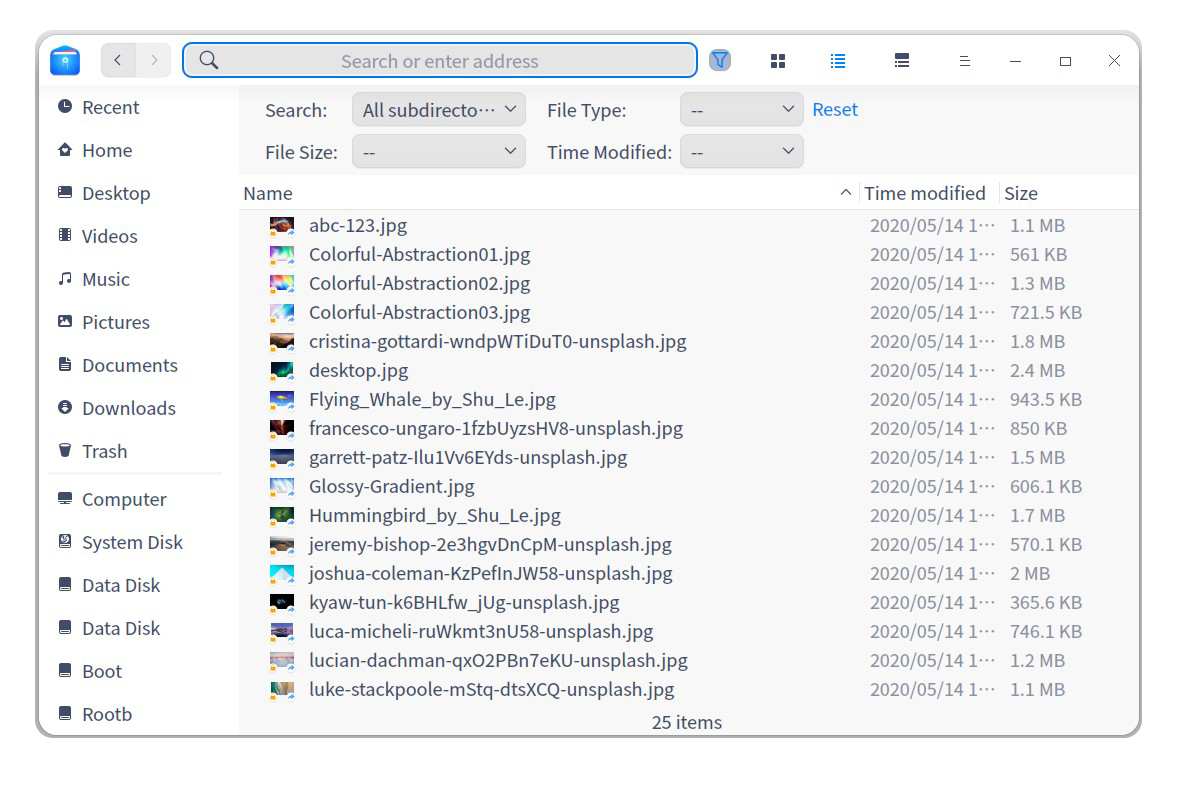 Search or enter address
Recent
Home
Desktop
Videos
Music
Pictures
Documents
Downloads
Trash
Computer
System Disk
Data Disk
Data Disk
Boot
Rootb
Search: All subdirecto··· File Type: -- Reset
File Size: -- Time Modified: --
Name Time modified Size
abc-123.jpg 2020/05/14 1··· 1.1 MB
Colorful-Abstraction01.jpg 2020/05/14 1··· 561 KB
Colorful-Abstraction02.jpg 2020/05/14 1··· 1.3 MB
Colorful-Abstraction03.jpg 2020/05/14 1··· 721.5 KB
cristina-gottardi-wndpWTiDuT0-unsplash.jpg 2020/05/14 1··· 1.8 MB
desktop.jpg 2020/05/14 1··· 2.4 MB
Flying_Whale_by_Shu_Le.jpg 2020/05/14 1··· 943.5 KB
francesco-ungaro-1fzbUyzsHV8-unsplash.jpg 2020/05/14 1··· 850 KB
garrett-patz-Ilu1Vv6EYds-unsplash.jpg 2020/05/14 1··· 1.5 MB
Glossy-Gradient.jpg 2020/05/14 1··· 606.1 KB
Hummingbird_by_Shu_Le.jpg 2020/05/14 1··· 1.7 MB
jeremy-bishop-2e3hgvDnCpM-unsplash.jpg 2020/05/14 1··· 570.1 KB
joshua-coleman-KzPefInJW58-unsplash.jpg 2020/05/14 1··· 2 MB
kyaw-tun-k6BHLfw_jUg-unsplash.jpg 2020/05/14 1··· 365.6 KB
luca-micheli-ruWkmt3nU58-unsplash.jpg 2020/05/14 1··· 746.1 KB
lucian-dachman-qxO2PBn7eKU-unsplash.jpg 2020/05/14 1··· 1.2 MB
luke-stackpoole-mStq-dtsXCQ-unsplash.jpg 2020/05/14 1··· 1.1 MB
25 items